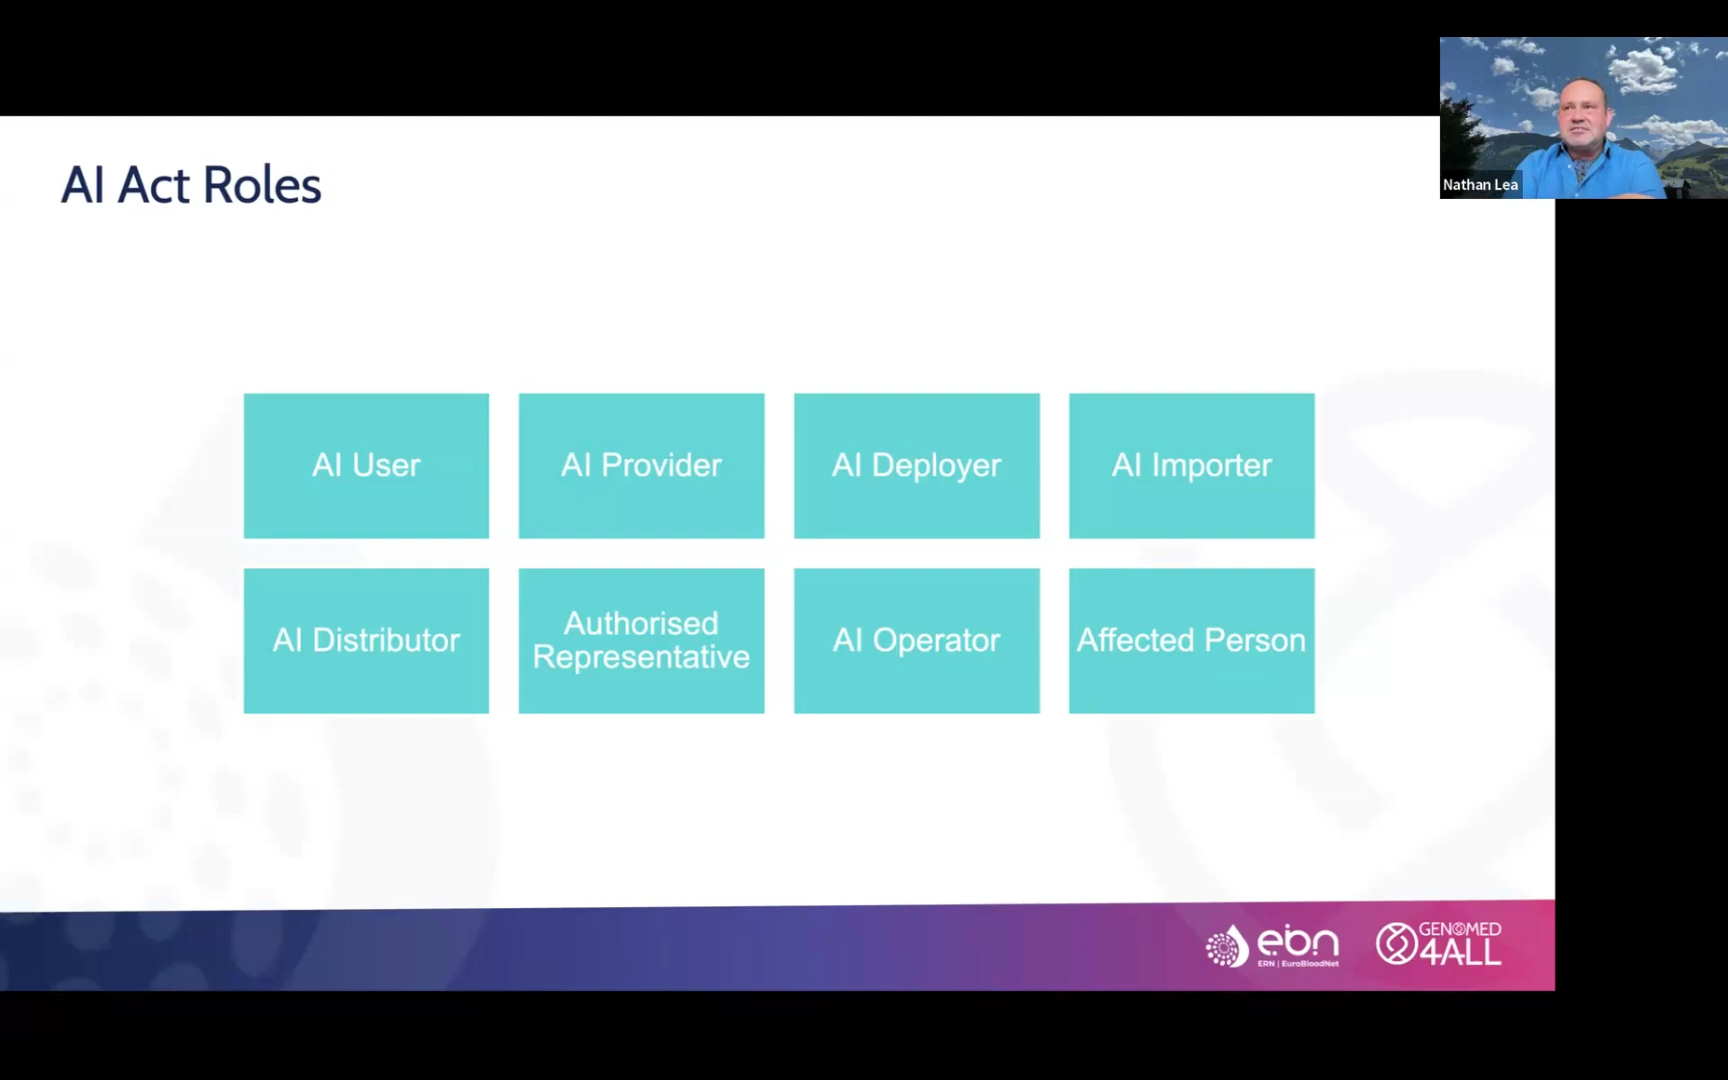 Nathan Lea
AI Act Roles
AI User
AI Provider
AI Deployer
AI Importer
AI Distributor
Authorised
Representative
AI Operator
Affected Person
ebn
ERN | EuroBloodNet
GENOMED
4ALL